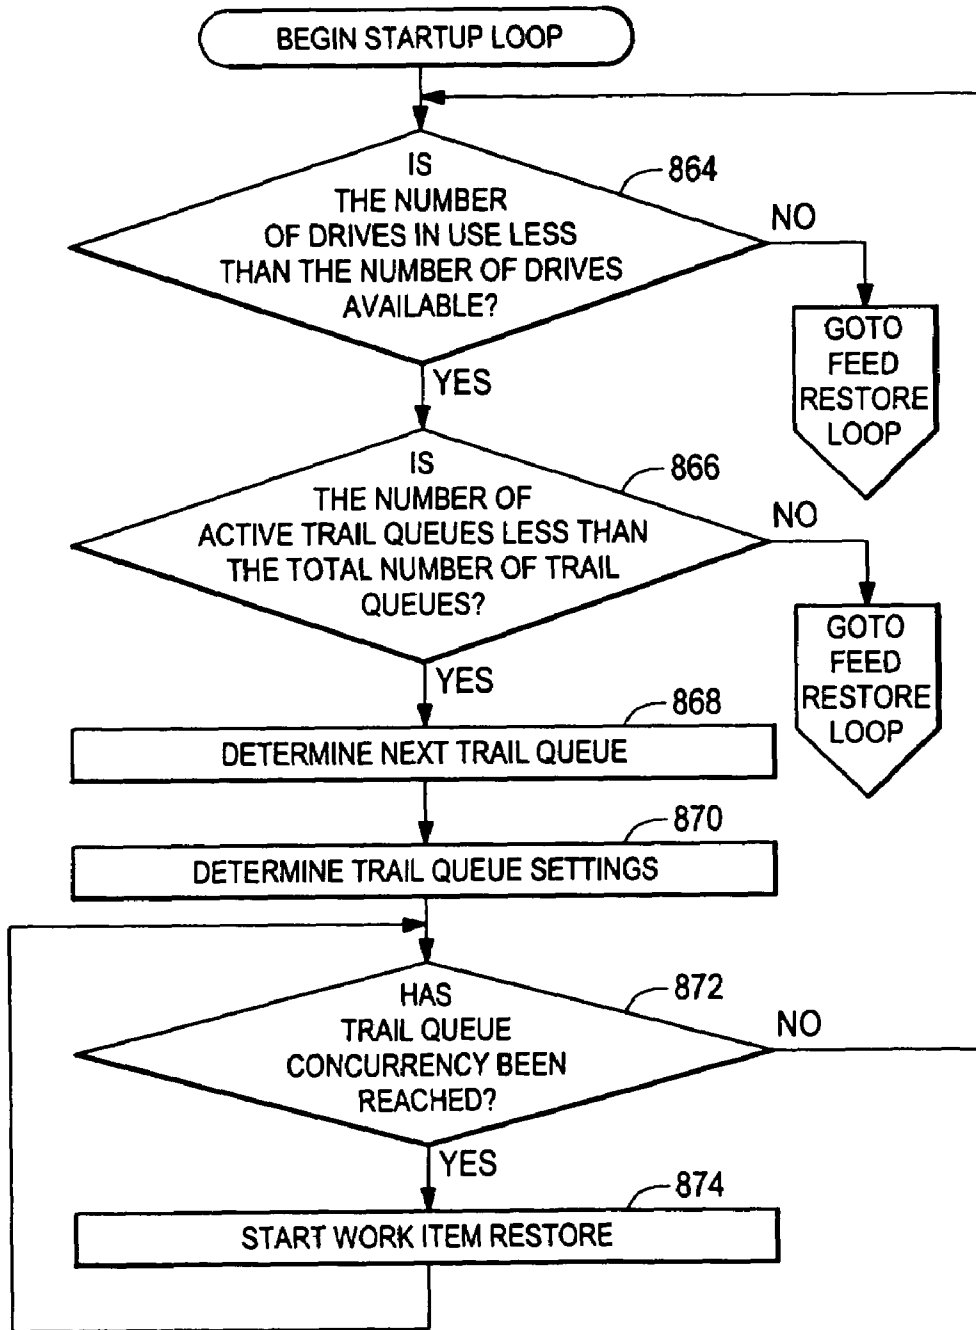 BEGIN STARTUP LOOP
IS
THE NUMBER
OF DRIVES IN USE LESS
THAN THE NUMBER OF DRIVES
AVAILABLE?
864
NO
GOTO
FEED
RESTORE
LOOP
YES
IS
THE NUMBER OF
ACTIVE TRAIL QUEUES LESS THAN
THE TOTAL NUMBER OF TRAIL
QUEUES?
866
NO
GOTO
FEED
RESTORE
LOOP
YES
868
DETERMINE NEXT TRAIL QUEUE
870
DETERMINE TRAIL QUEUE SETTINGS
HAS
TRAIL QUEUE
CONCURRENCY BEEN
REACHED?
872
NO
YES
874
START WORK ITEM RESTORE